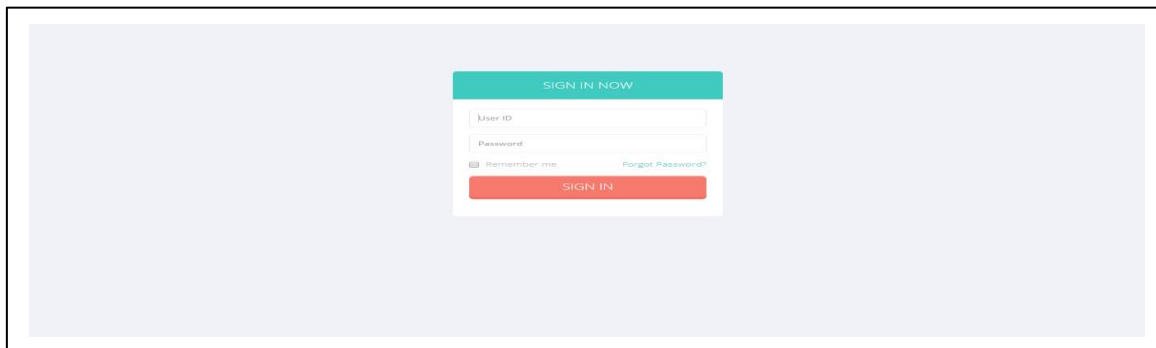 SIGN IN NOW
User ID
Password
Remember me Forgot Password?
SIGN IN